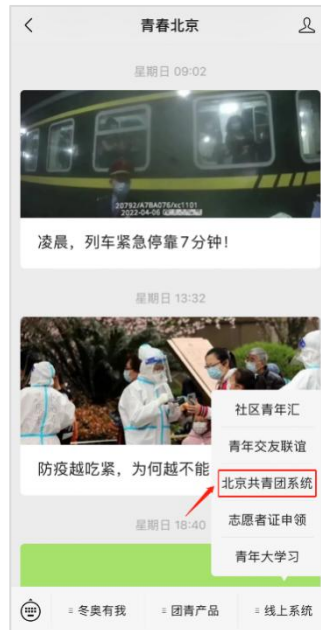 青春北京
星期日 09:02
20792/A78A076/xc1101
2022-04-06
凌晨，列车紧急停靠7分钟！
星期日 13:32
防疫越吃紧，为何越不能
星期日 18:40
社区青年汇
青年交友联谊
北京共青团系统
志愿者证申领
青年大学习
冬奥有我
团青产品
线上系统